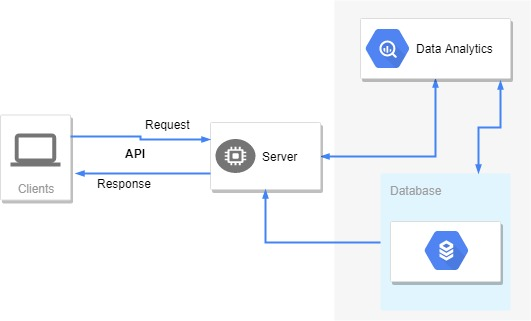 Data Analytics
Request
API
Server
Response
Clients
Database